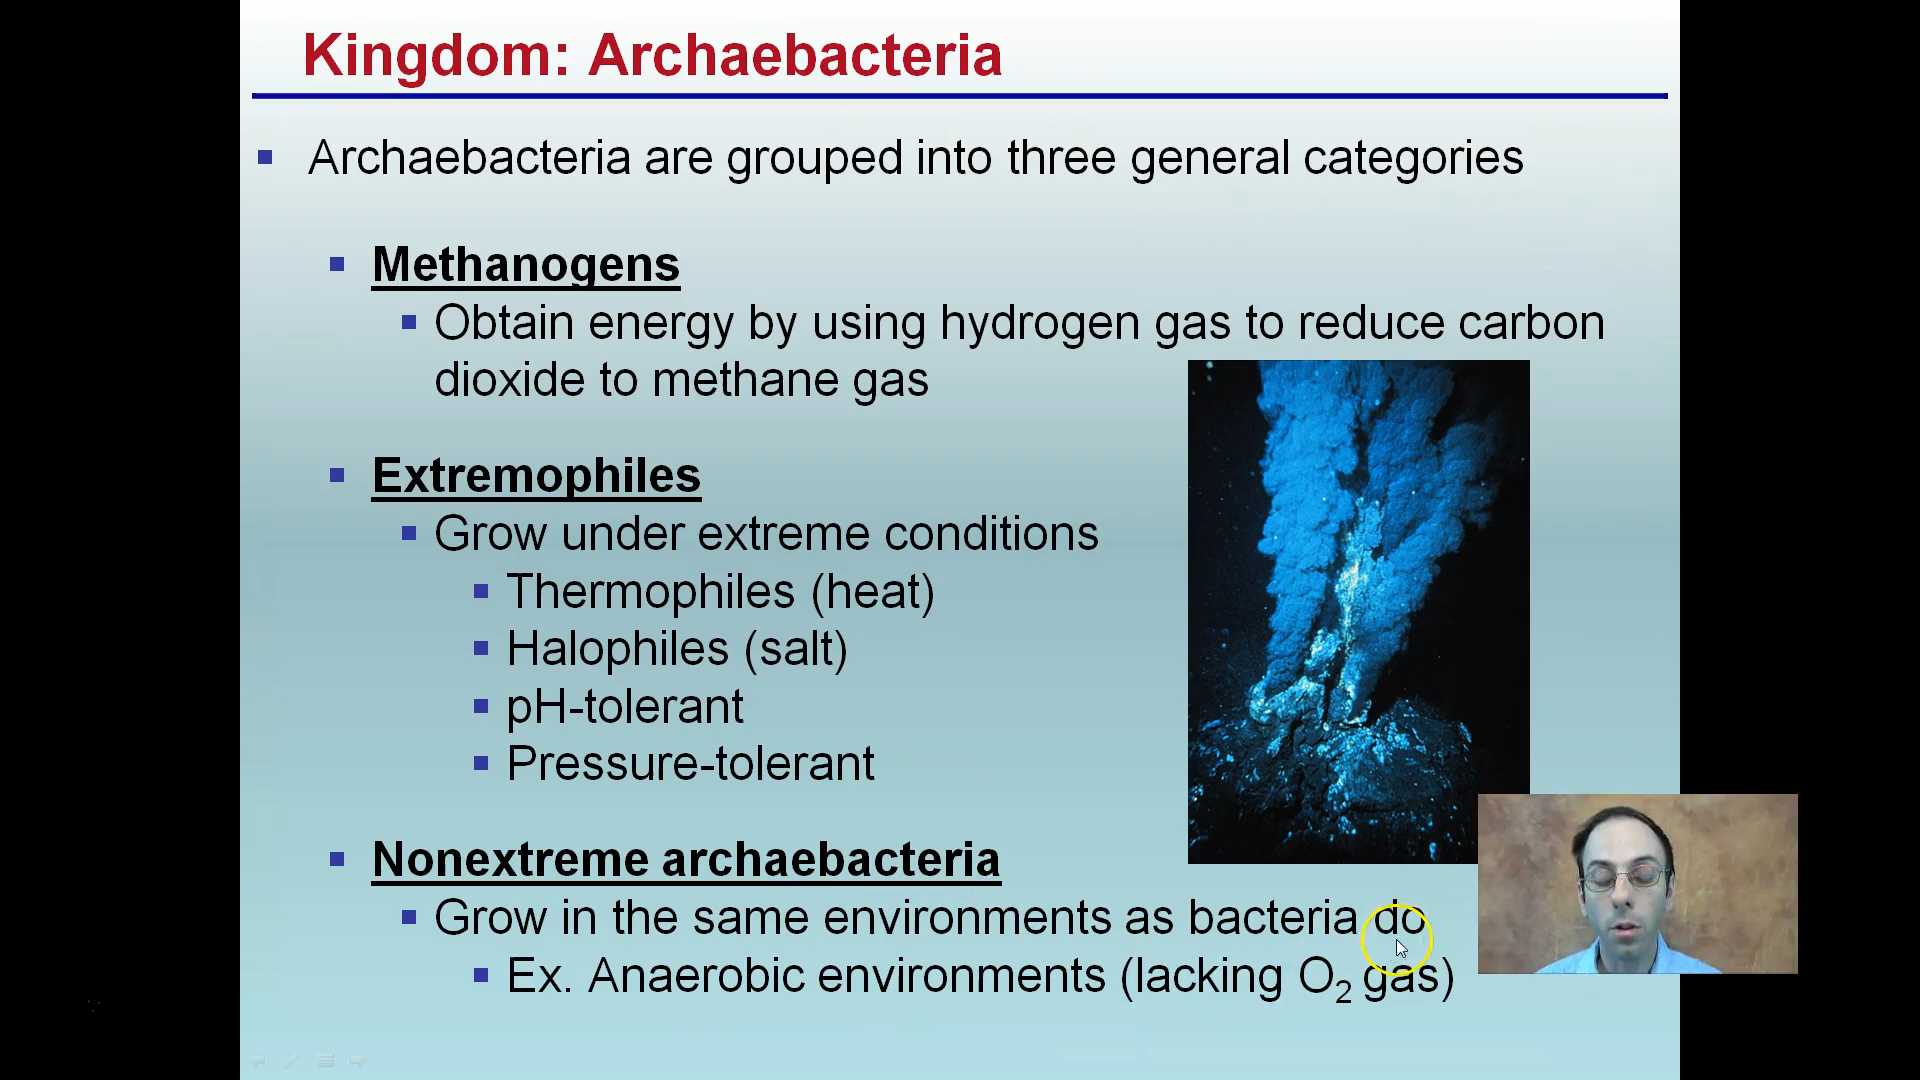 Kingdom: Archaebacteria
Archaebacteria are grouped into three general categories
Methanogens
Obtain energy by using hydrogen gas to reduce carbon
dioxide to methane gas
Extremophiles
Grow under extreme conditions
Thermophiles (heat)
Halophiles (salt)
pH-tolerant
Pressure-tolerant
Nonextreme archaebacteria
Grow in the same environments as bacteria do
Ex. Anaerobic environments (lacking O₂ gas)